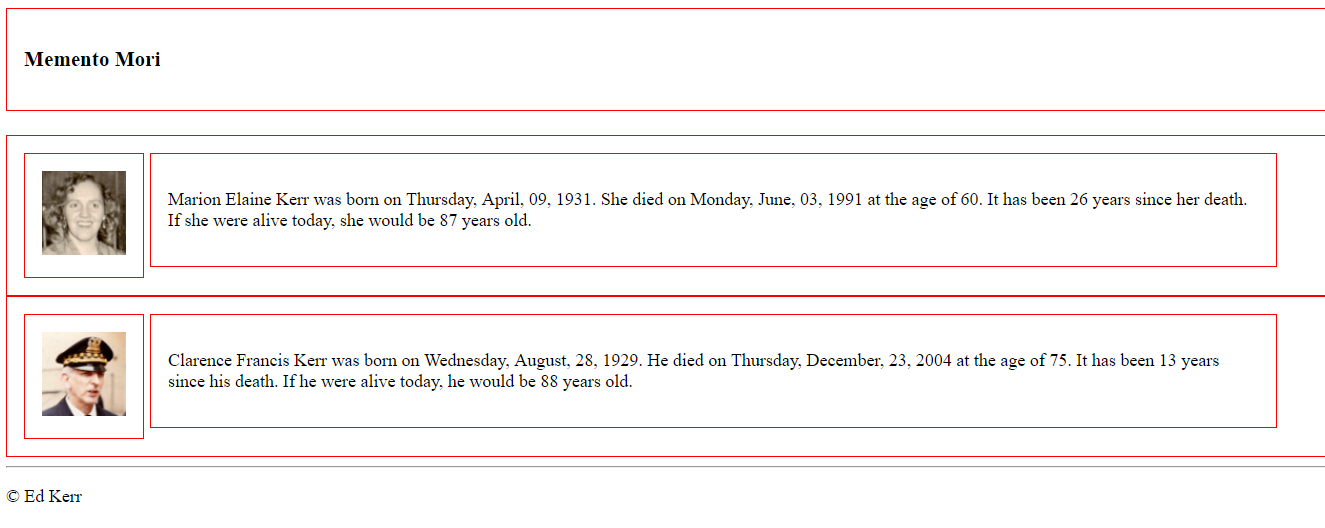 Memento Mori
Marion Elaine Kerr was born on Thursday, April, 09, 1931. She died on Monday, June, 03, 1991 at the age of 60. It has been 26 years since her death.
If she were alive today, she would be 87 years old.
Clarence Francis Kerr was born on Wednesday, August, 28, 1929. He died on Thursday, December, 23, 2004 at the age of 75. It has been 13 years
since his death. If he were alive today, he would be 88 years old.
© Ed Kerr